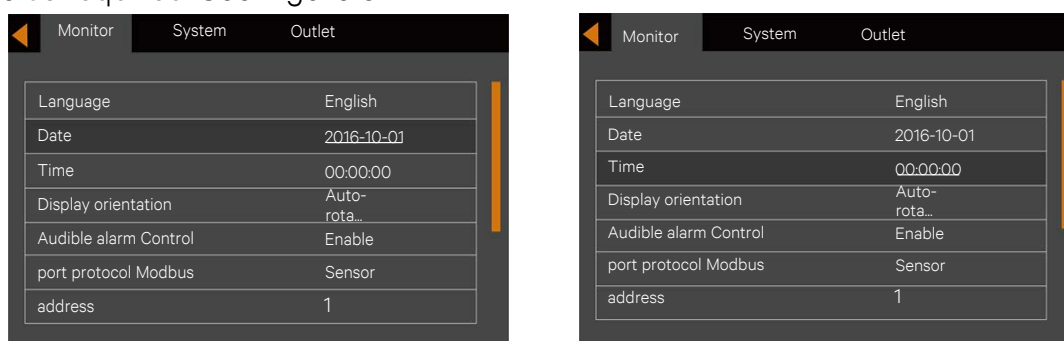 Monitor System Outlet
Language English
Date 2016-10-01
Time 00:00:00
Display orientation Auto-
rota...
Audible alarm Control Enable
port protocol Modbus Sensor
address 1
Monitor System Outlet
Language English
Date 2016-10-01
Time 00:00:00
Display orientation Auto-
rota...
Audible alarm Control Enable
port protocol Modbus Sensor
address 1